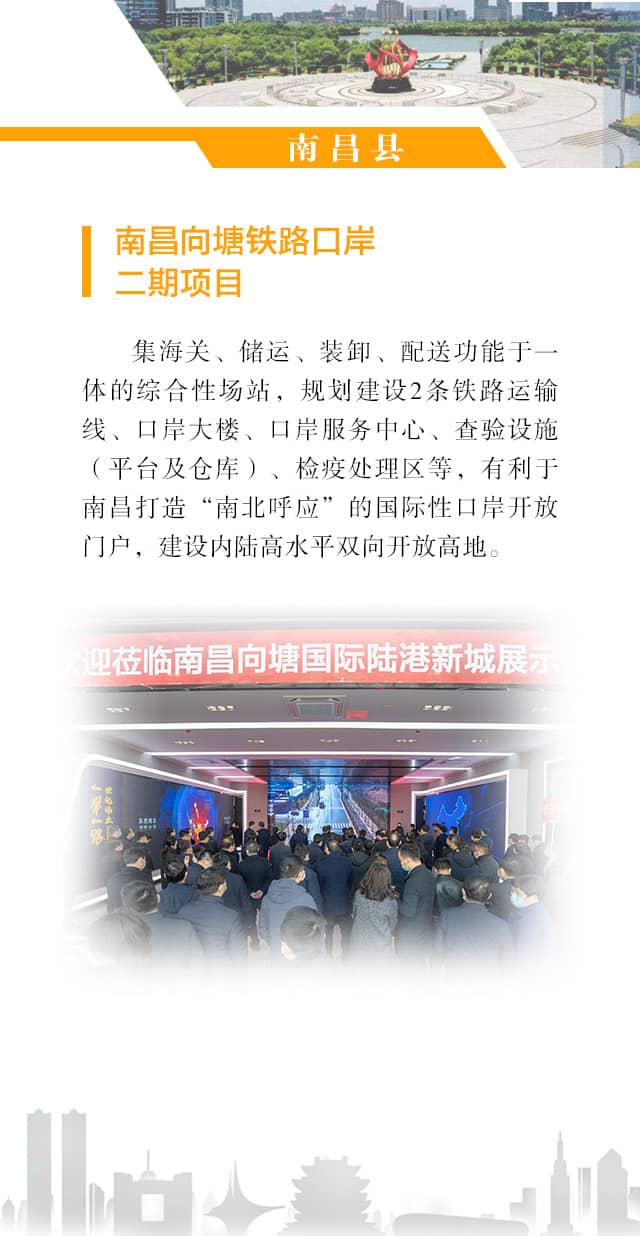 南昌县
南昌向塘铁路口岸
二期项目
集海关、储运、装卸、配送功能于一
体的综合性场站，规划建设2条铁路运输
线、口岸大楼、口岸服务中心、查验设施
（平台及仓库）、检疫处理区等，有利于
南昌打造“南北呼应”的国际性口岸开放
门户，建设内陆高水平双向开放高地。
欢迎莅临南昌向塘国际陆港新城展示
一带一路